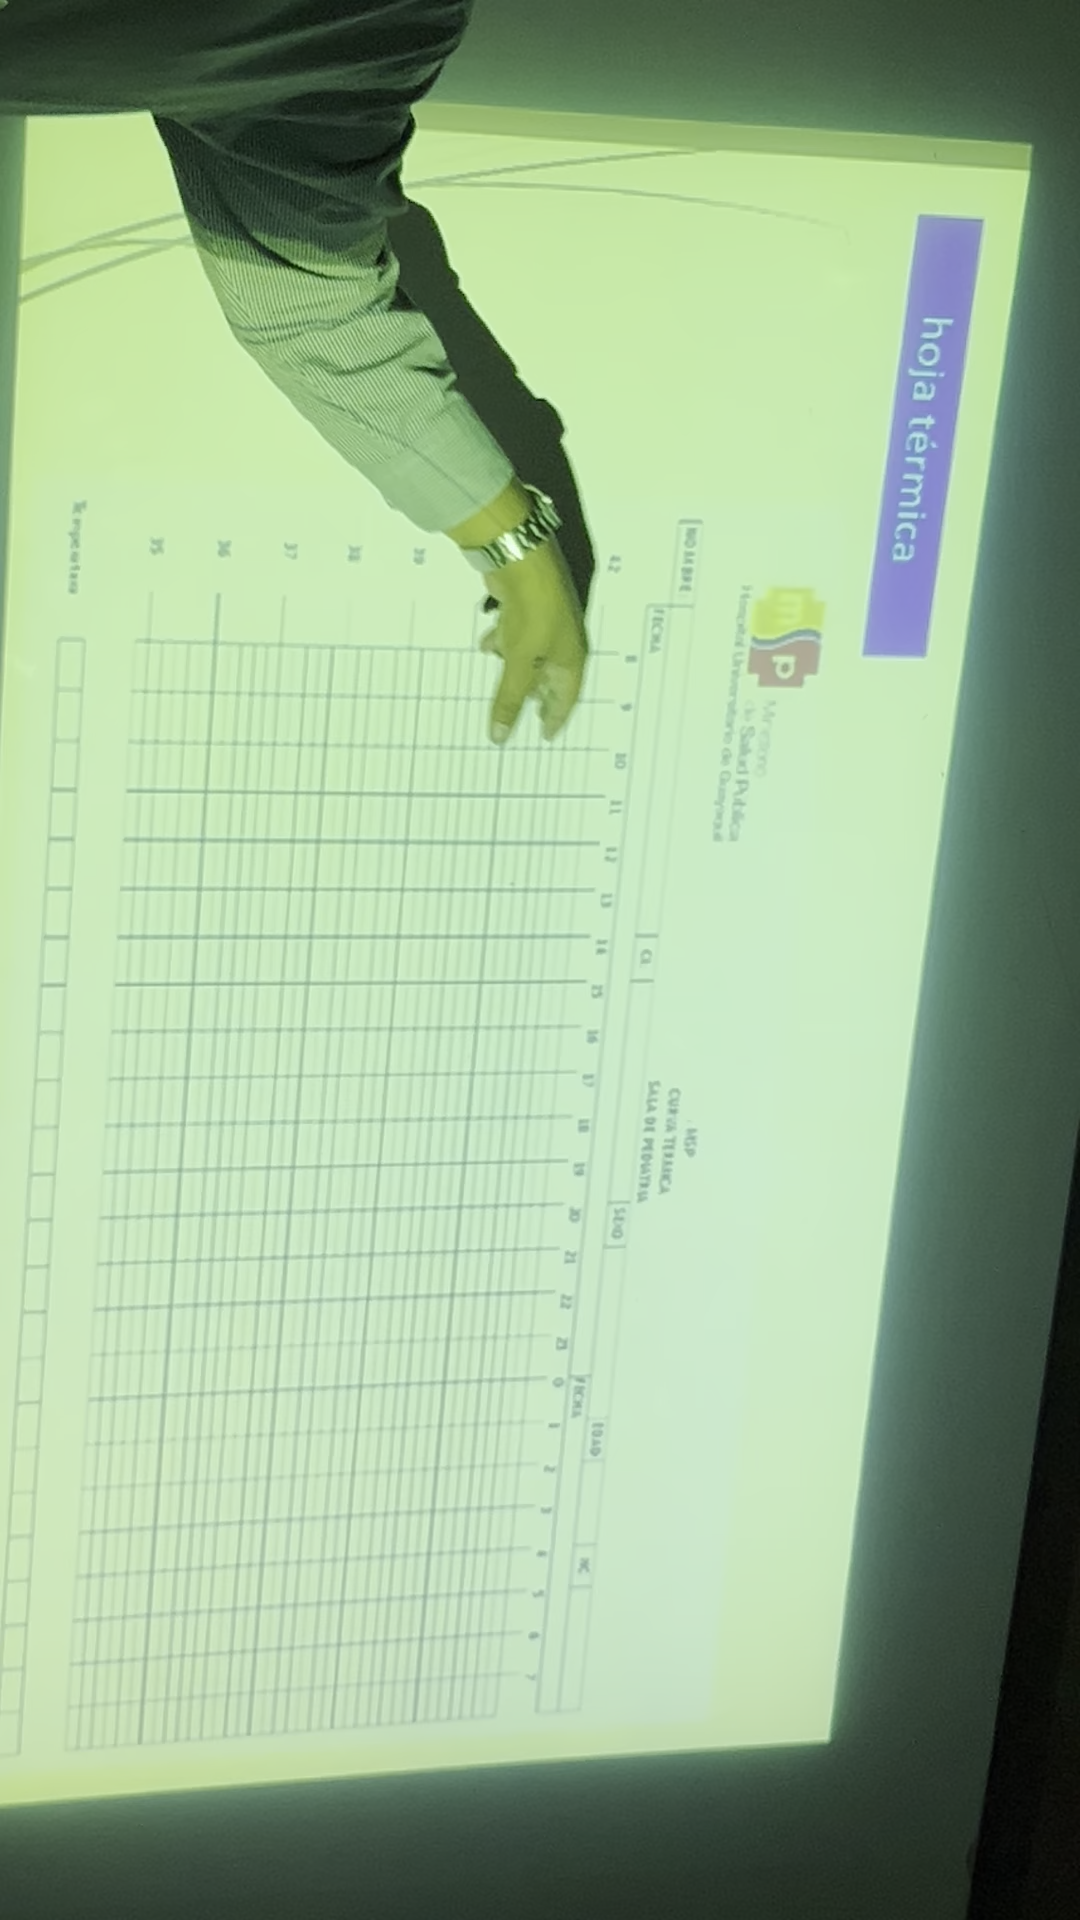 hoja térmica
m
p
Ministerio
de Salud Pública
Hospital Universitario de Guayaquil
MSP
CURVA TERMICA
SALA DE PEDIATRIA
NOMBRE CI SEXO EDAD HC
FECHA FECHA
8 9 10 11 12 13 14 15 16 17 18 19 20 21 22 23 0 1 2 3 4 5 6 7
42
39
38
37
36
35
Temperatura